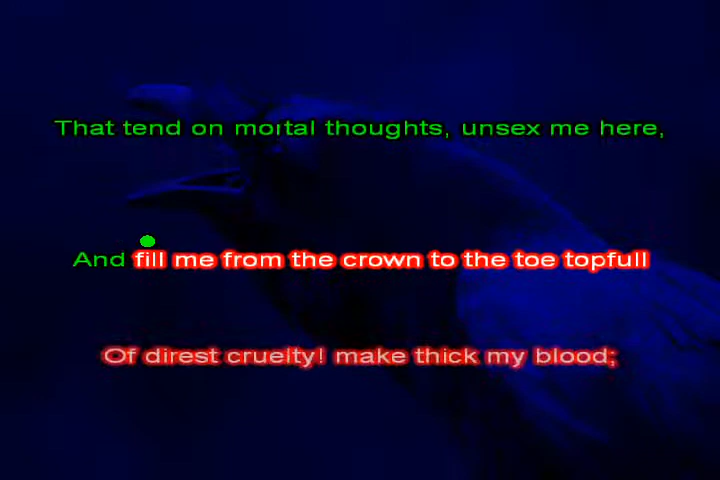 That tend on mortal thoughts, unsex me here,
And fill me from the crown to the toe topfull
Of direst cruelty! make thick my blood;